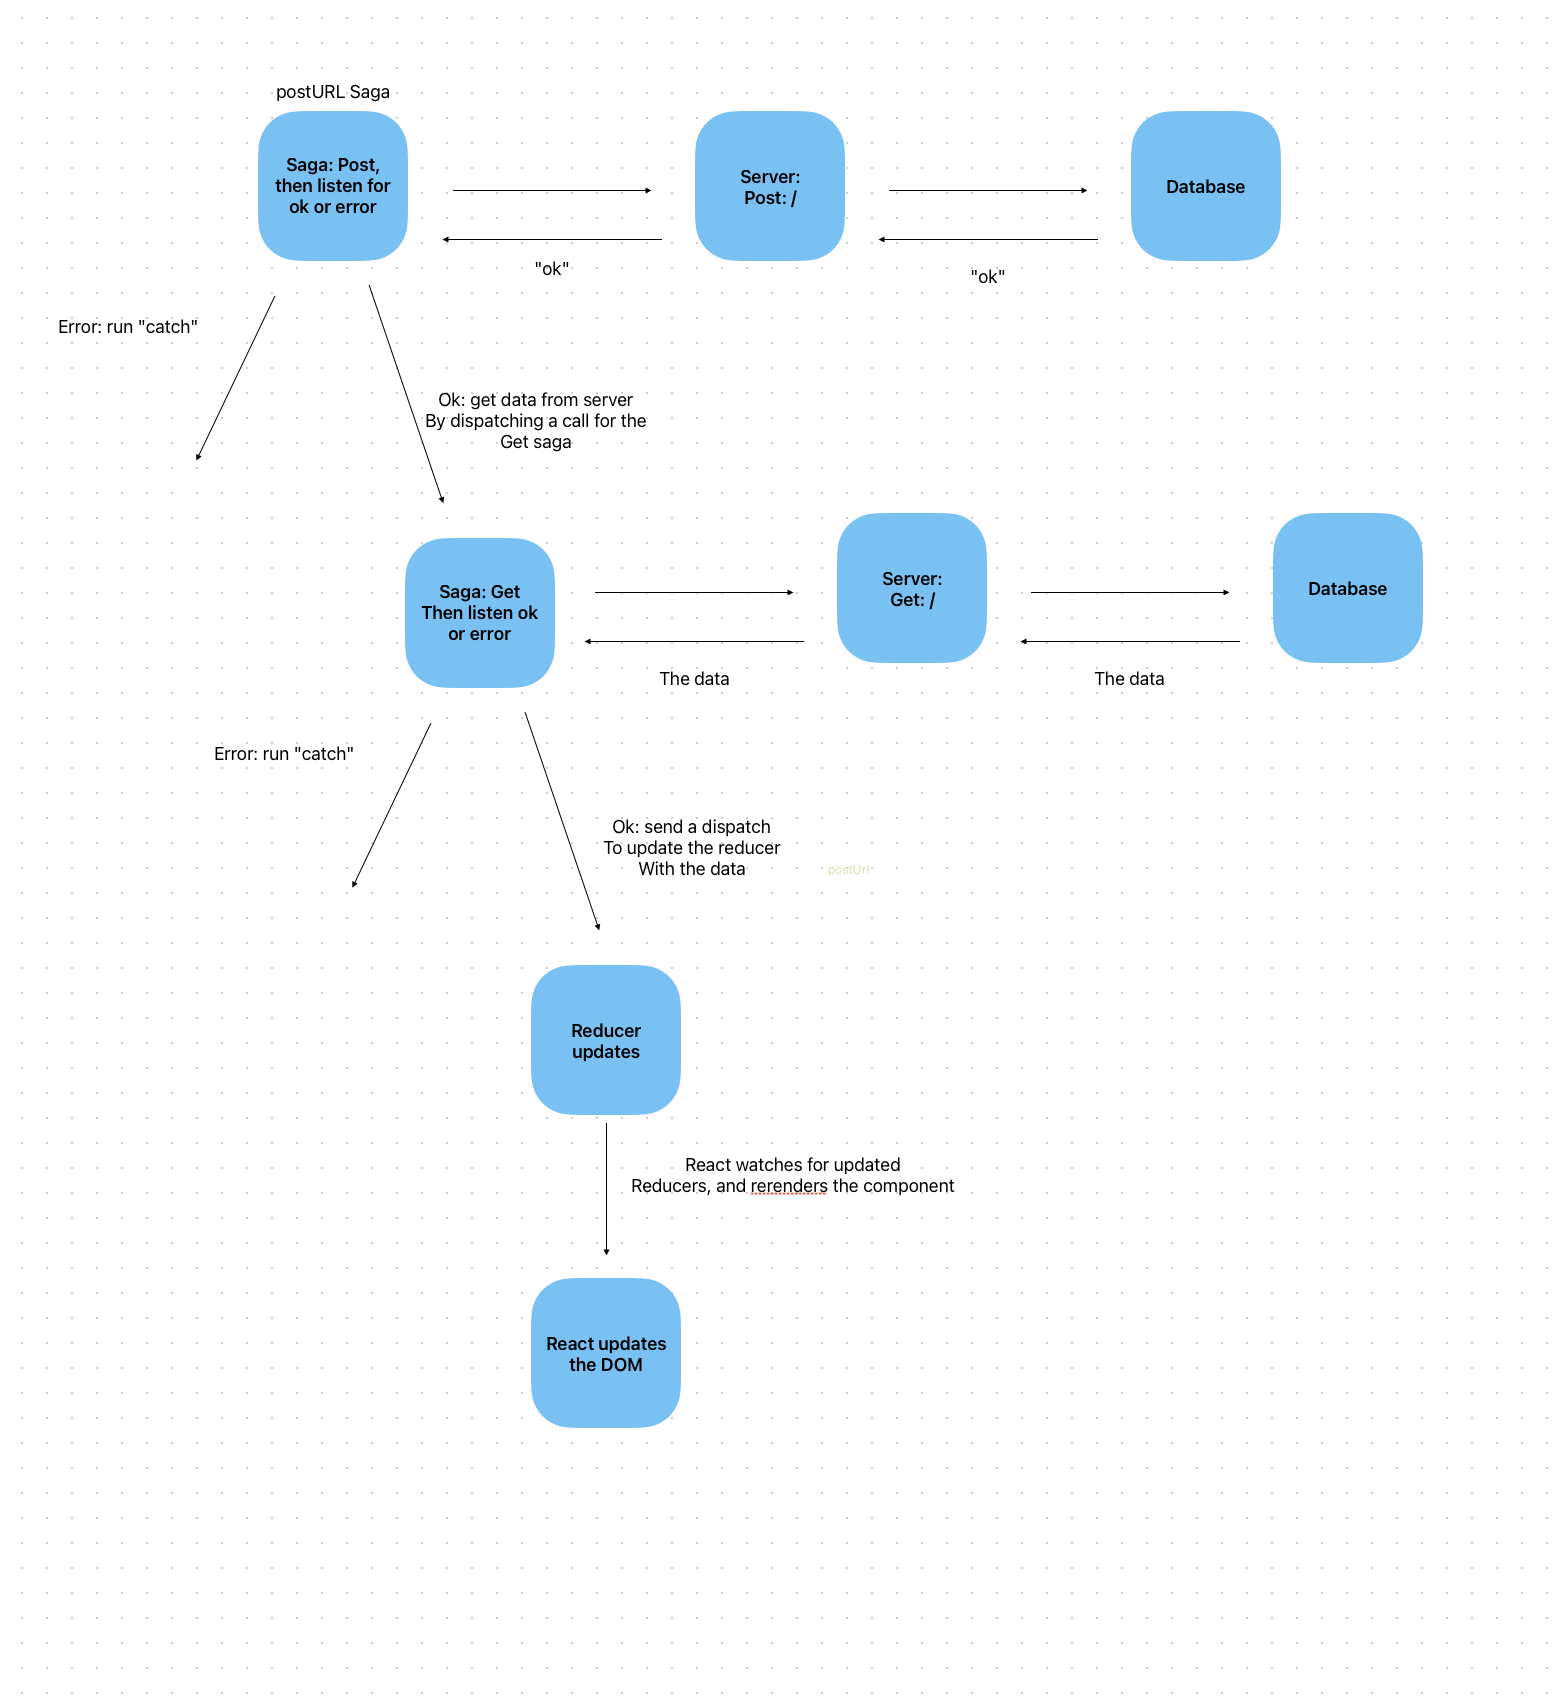 postURL Saga
Saga: Post,
then listen for
ok or error
Server:
Post: /
Database
"ok"
"ok"
Error: run "catch"
Ok: get data from server
By dispatching a call for the
Get saga
Saga: Get
Then listen ok
or error
Server:
Get: /
Database
The data
The data
Error: run "catch"
Ok: send a dispatch
To update the reducer
With the data
postUrl
Reducer
updates
React watches for updated
Reducers, and rerenders the component
React updates
the DOM